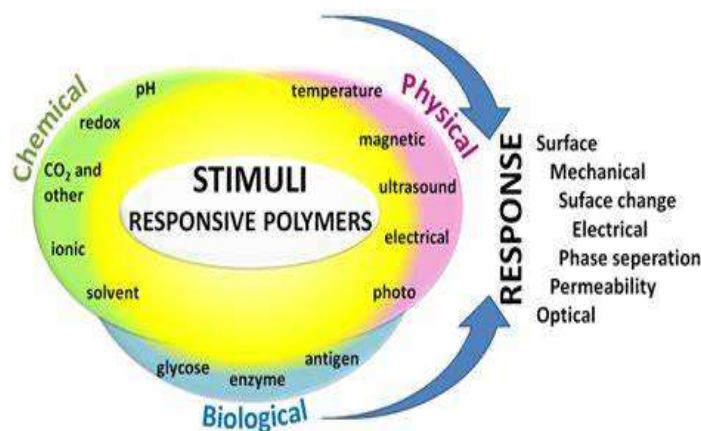 Chemical
pH
redox
CO₂ and
other
ionic
solvent
Physical
temperature
magnetic
ultrasound
electrical
photo
STIMULI
RESPONSIVE POLYMERS
glycose
enzyme
antigen
Biological
RESPONSE
Surface
Mechanical
Suface change
Electrical
Phase seperation
Permeability
Optical